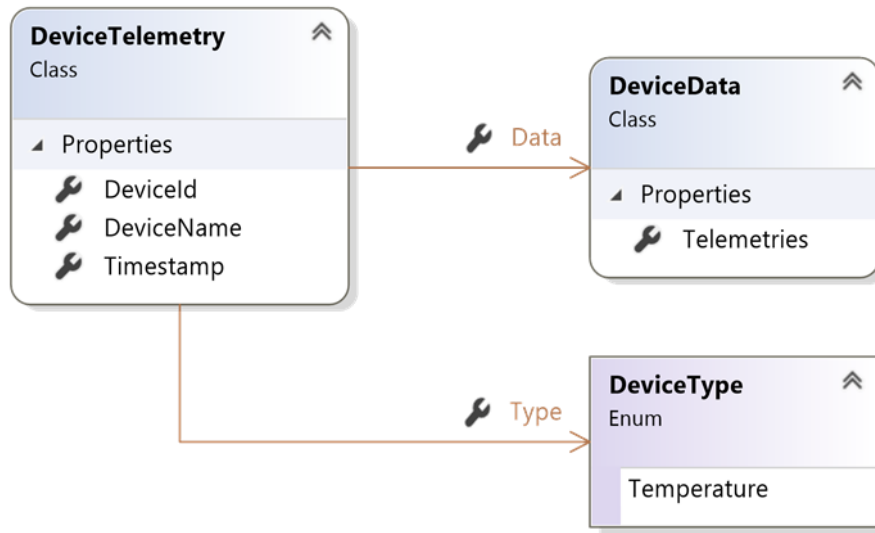 DeviceTelemetry
Class
Properties
DeviceId
DeviceName
Timestamp
Data
DeviceData
Class
Properties
Telemetries
Type
DeviceType
Enum
Temperature